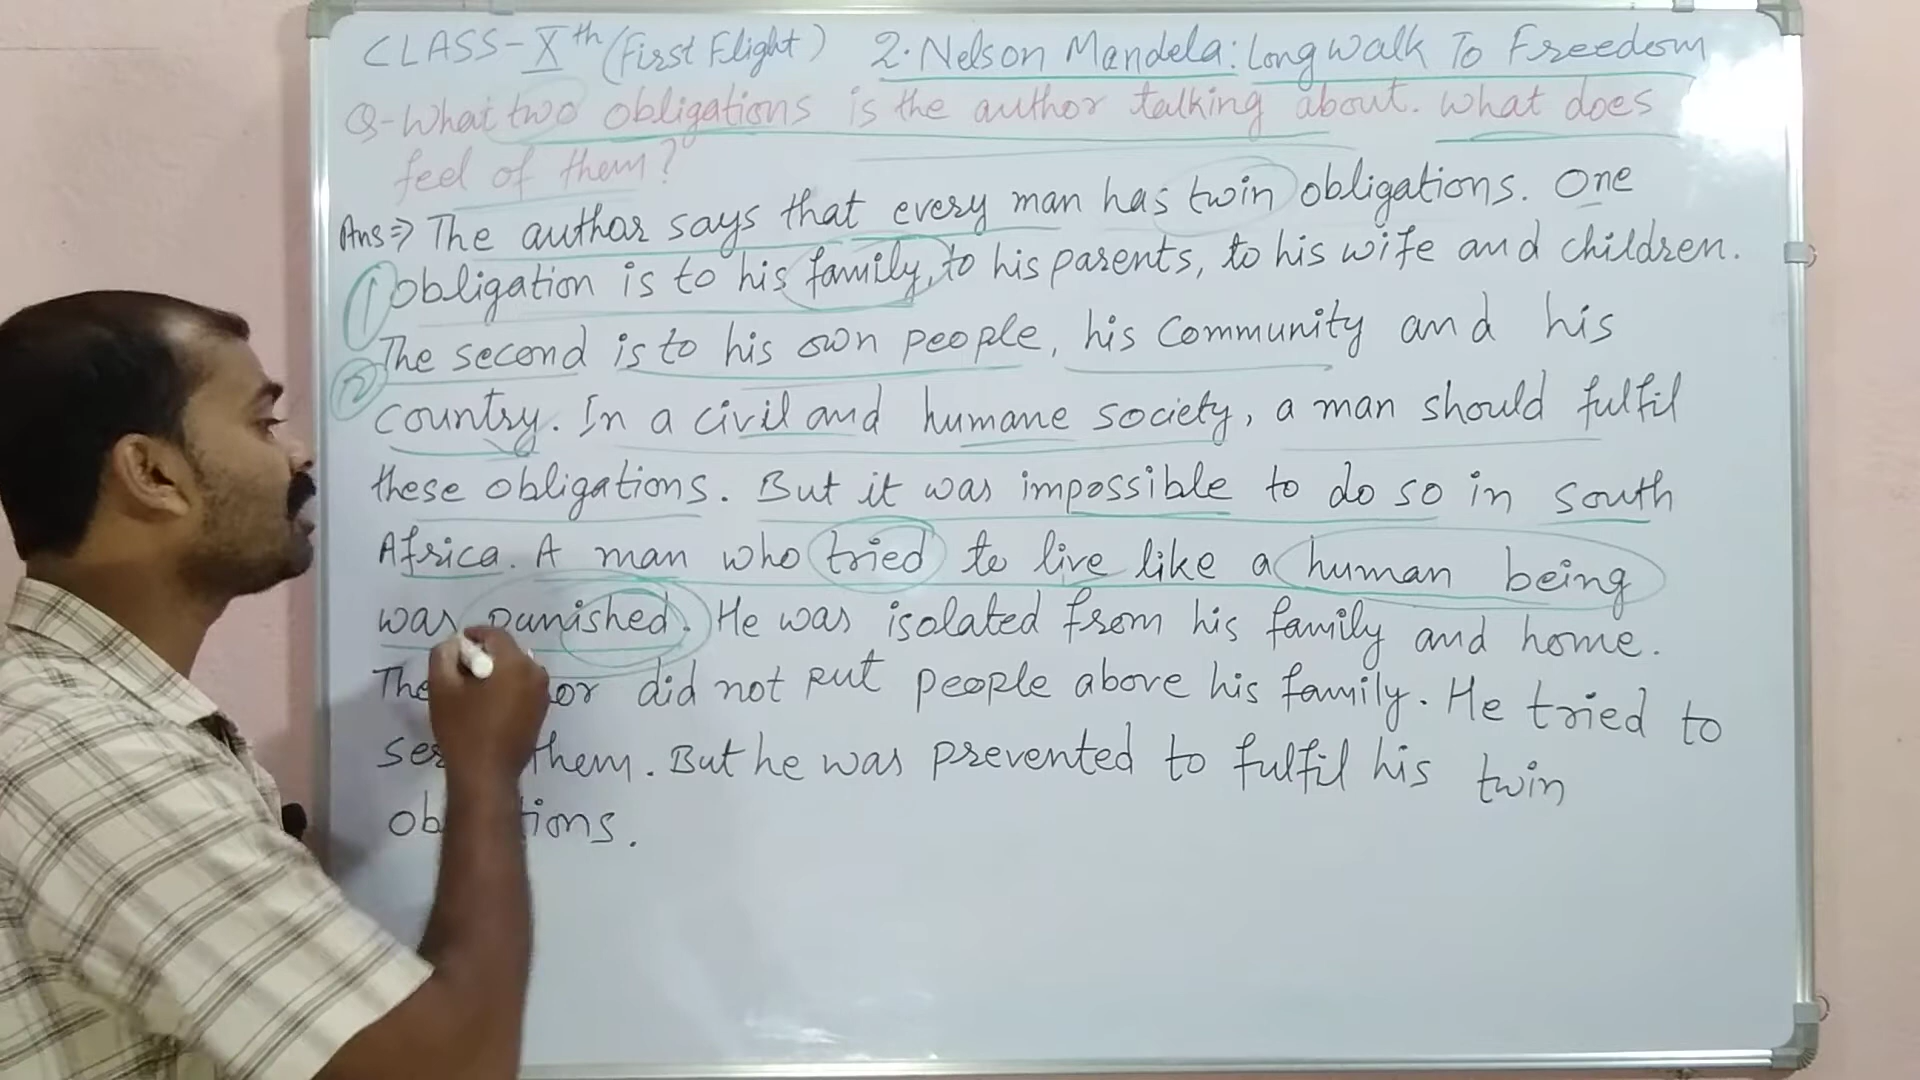 CLASS-Xth (First Flight) 2. Nelson Mandela: Long Walk To Freedom
Q- What two obligations is the author talking about. What does
feel of them?
Ans⇒ The author says that every man has twin obligations. One
① obligation is to his family, to his parents, to his wife and children.
② The second is to his own people, his community and his
country. In a civil and humane society, a man should fulfil
these obligations. But it was impossible to do so in South
Africa. A man who tried to live like a human being
was punished. He was isolated from his family and home.
The did not put people above his family. He tried to
them. But he was prevented to fulfil his twin